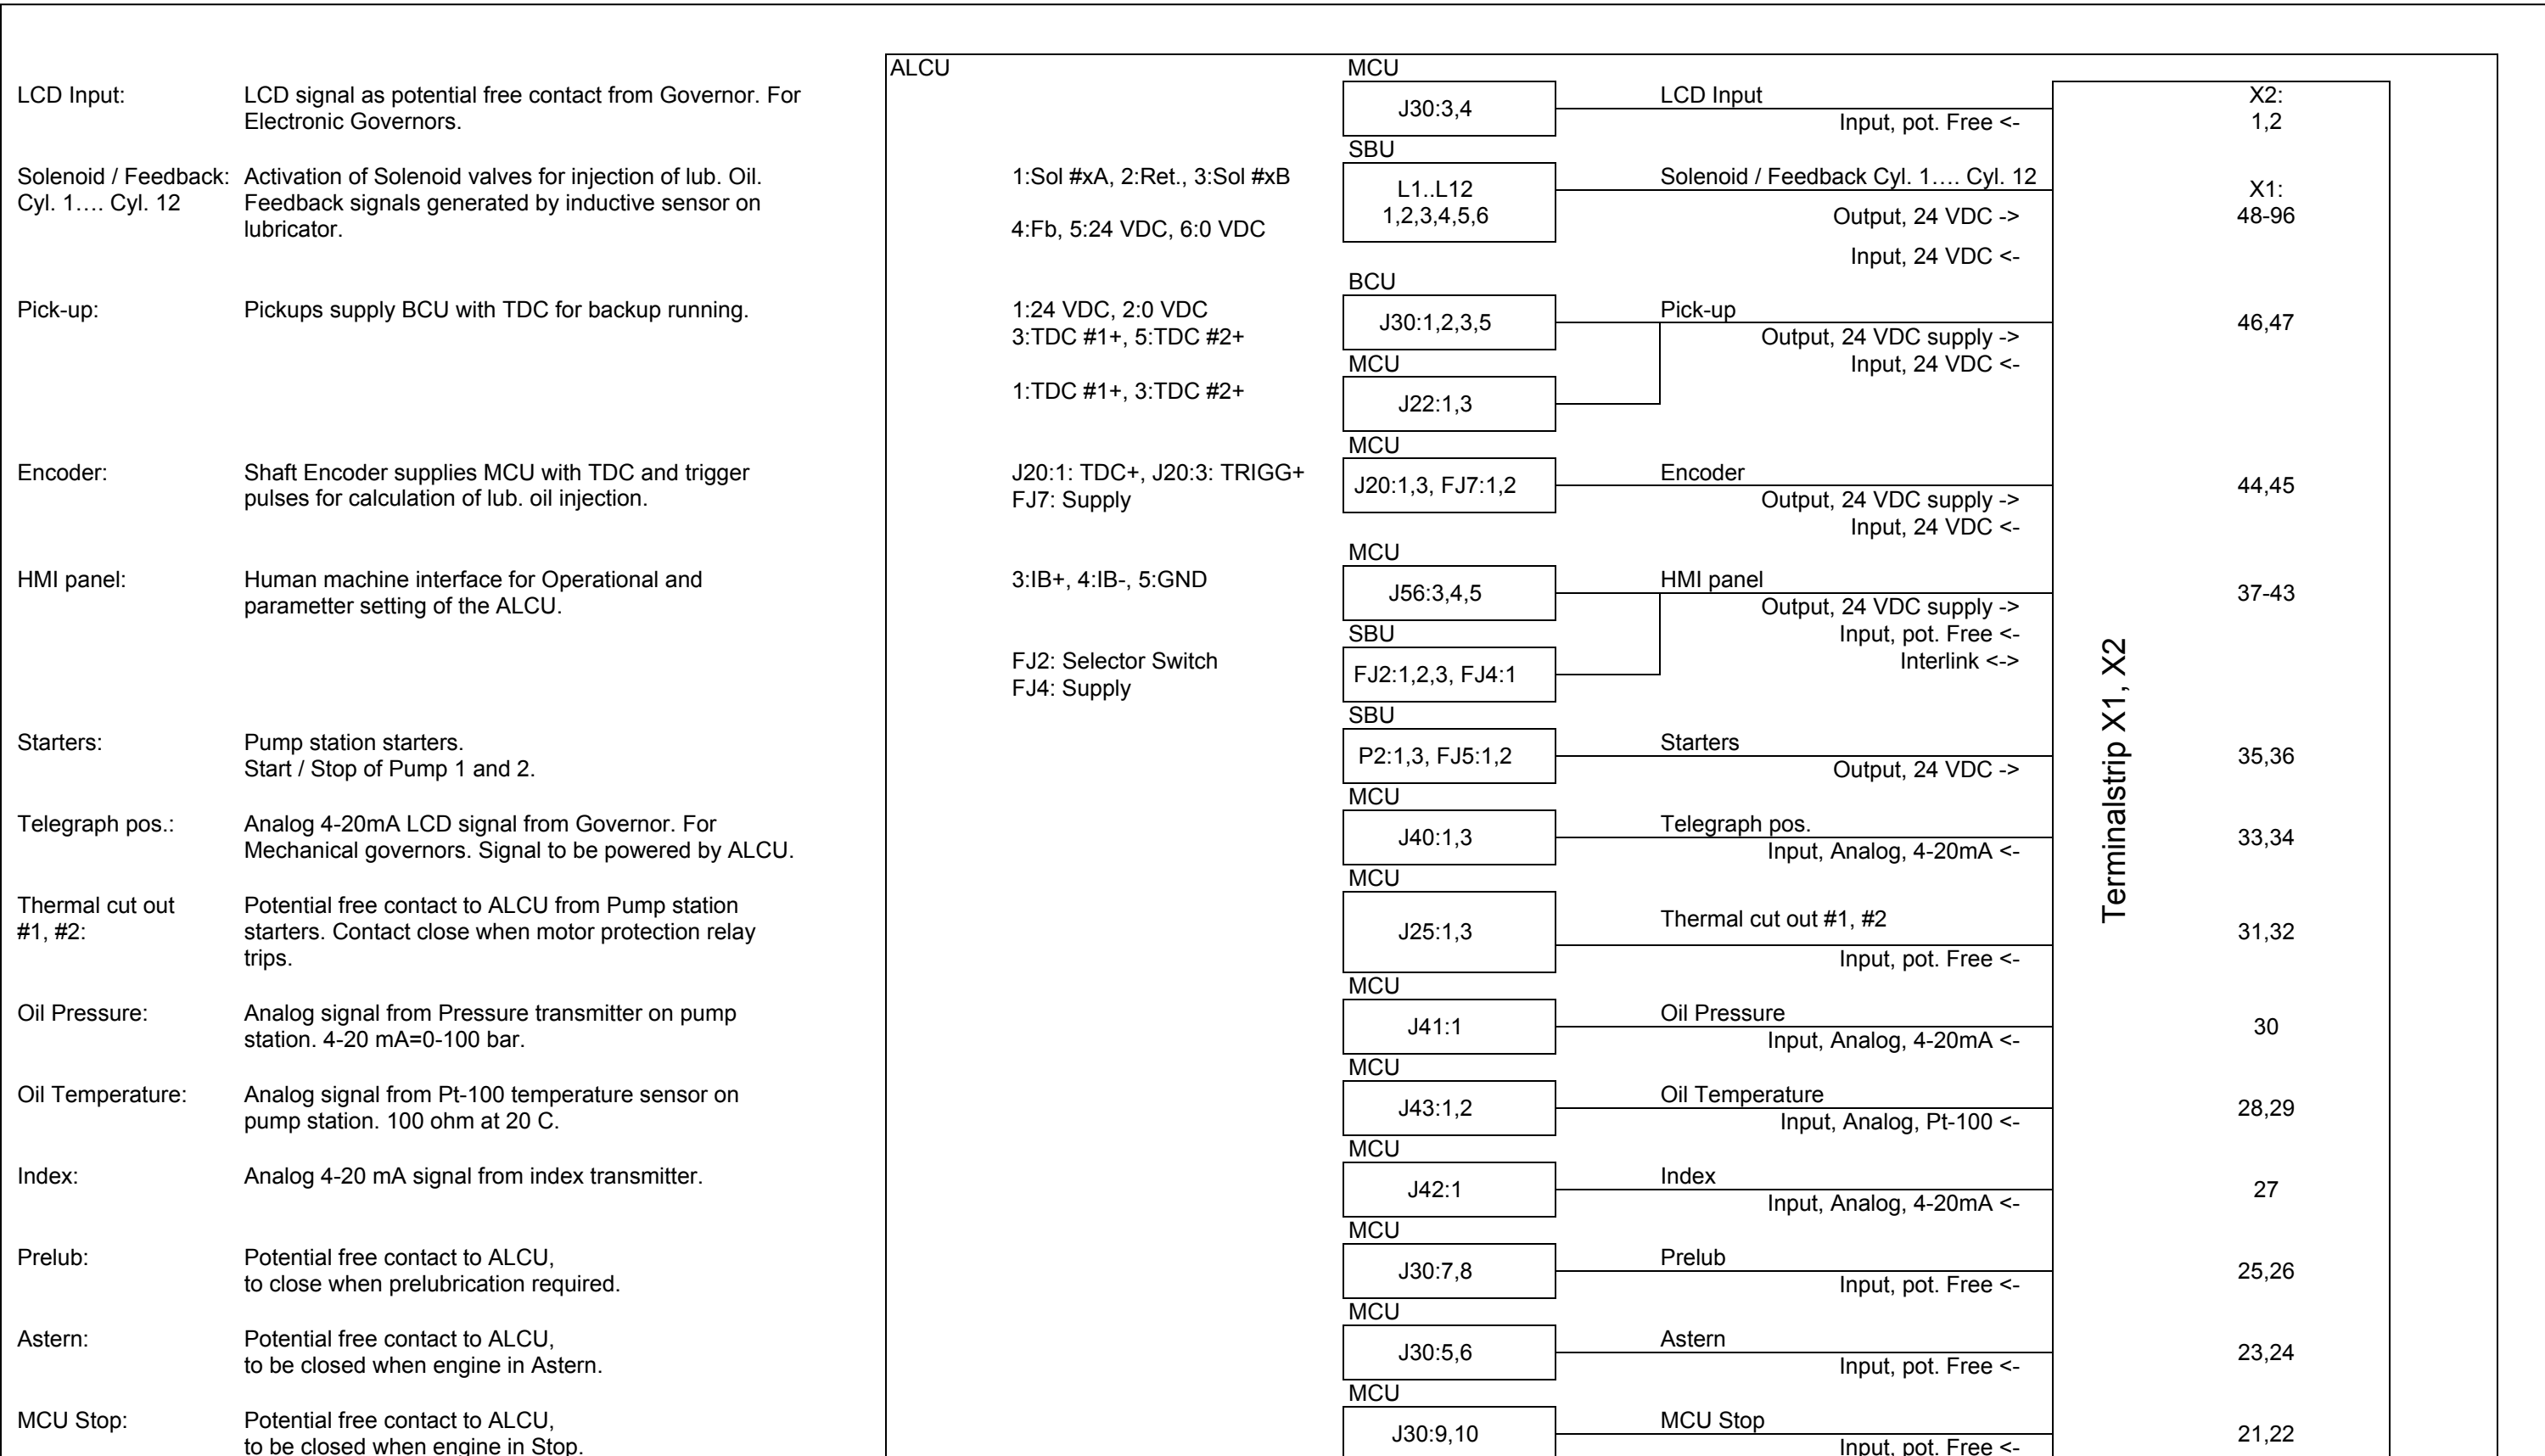 ALCU
MCU
LCD Input: LCD signal as potential free contact from Governor. For
Electronic Governors.
J30:3,4
LCD Input
Input, pot. Free <-
X2:
1,2
SBU
Solenoid / Feedback: Activation of Solenoid valves for injection of lub. Oil.
Cyl. 1…. Cyl. 12 Feedback signals generated by inductive sensor on
lubricator.
1:Sol #xA, 2:Ret., 3:Sol #xB
4:Fb, 5:24 VDC, 6:0 VDC
L1..L12
1,2,3,4,5,6
Solenoid / Feedback Cyl. 1…. Cyl. 12
Output, 24 VDC ->
Input, 24 VDC <-
X1:
48-96
BCU
Pick-up: Pickups supply BCU with TDC for backup running.
1:24 VDC, 2:0 VDC
3:TDC #1+, 5:TDC #2+
J30:1,2,3,5
Pick-up
Output, 24 VDC supply ->
Input, 24 VDC <-
46,47
MCU
1:TDC #1+, 3:TDC #2+
J22:1,3
MCU
Encoder: Shaft Encoder supplies MCU with TDC and trigger
pulses for calculation of lub. oil injection.
J20:1: TDC+, J20:3: TRIGG+
FJ7: Supply
J20:1,3, FJ7:1,2
Encoder
Output, 24 VDC supply ->
Input, 24 VDC <-
44,45
MCU
HMI panel: Human machine interface for Operational and
parametter setting of the ALCU.
3:IB+, 4:IB-, 5:GND
J56:3,4,5
HMI panel
Output, 24 VDC supply ->
Input, pot. Free <-
Interlink <->
37-43
SBU
FJ2: Selector Switch
FJ4: Supply
FJ2:1,2,3, FJ4:1
Terminalstrip X1, X2
SBU
Starters: Pump station starters.
Start / Stop of Pump 1 and 2.
P2:1,3, FJ5:1,2
Starters
Output, 24 VDC ->
35,36
MCU
Telegraph pos.: Analog 4-20mA LCD signal from Governor. For
Mechanical governors. Signal to be powered by ALCU.
J40:1,3
Telegraph pos.
Input, Analog, 4-20mA <-
33,34
MCU
Thermal cut out Potential free contact to ALCU from Pump station
#1, #2: starters. Contact close when motor protection relay
trips.
J25:1,3
Thermal cut out #1, #2
Input, pot. Free <-
31,32
MCU
Oil Pressure: Analog signal from Pressure transmitter on pump
station. 4-20 mA=0-100 bar.
J41:1
Oil Pressure
Input, Analog, 4-20mA <-
30
MCU
Oil Temperature: Analog signal from Pt-100 temperature sensor on
pump station. 100 ohm at 20 C.
J43:1,2
Oil Temperature
Input, Analog, Pt-100 <-
28,29
MCU
Index: Analog 4-20 mA signal from index transmitter.
J42:1
Index
Input, Analog, 4-20mA <-
27
MCU
Prelub: Potential free contact to ALCU,
to close when prelubrication required.
J30:7,8
Prelub
Input, pot. Free <-
25,26
MCU
Astern: Potential free contact to ALCU,
to be closed when engine in Astern.
J30:5,6
Astern
Input, pot. Free <-
23,24
MCU
MCU Stop: Potential free contact to ALCU,
to be closed when engine in Stop.
J30:9,10
MCU Stop
Input, pot. Free <-
21,22